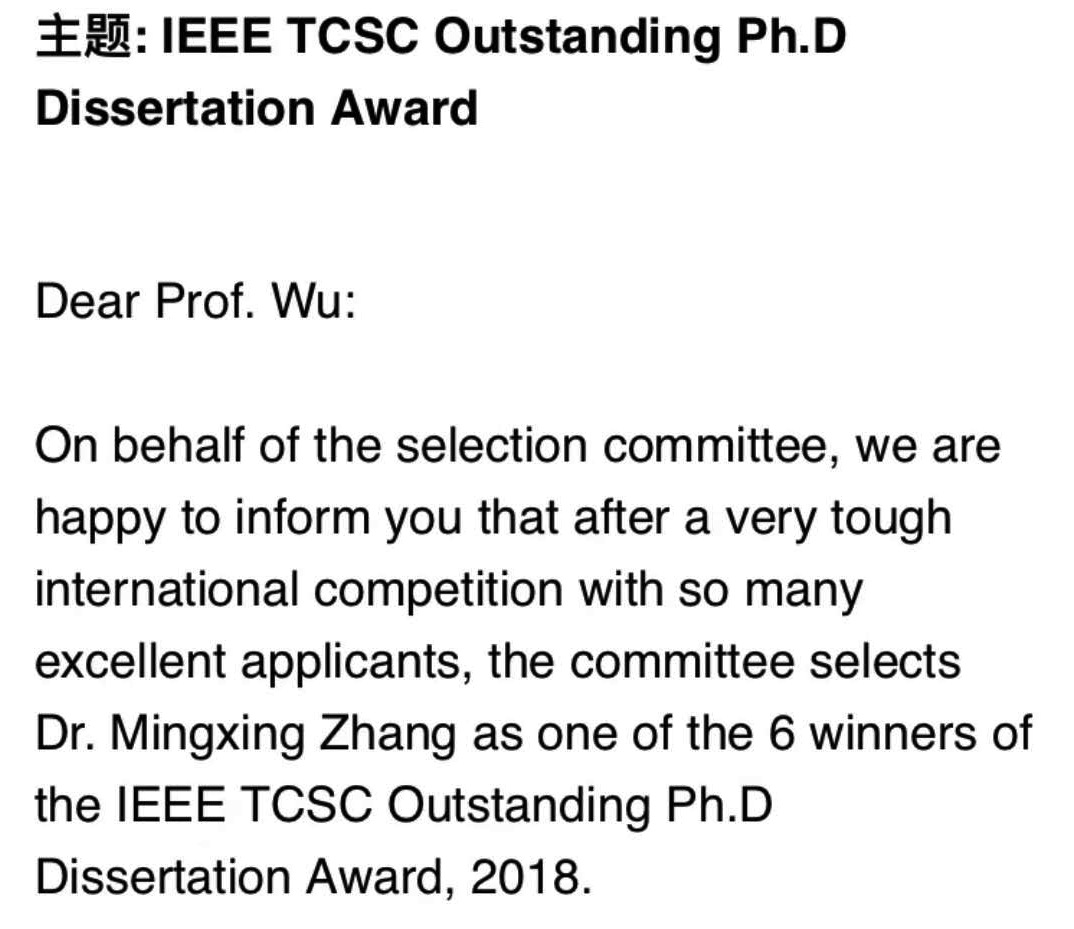 主题: IEEE TCSC Outstanding Ph.D
Dissertation Award
Dear Prof. Wu:
On behalf of the selection committee, we are
happy to inform you that after a very tough
international competition with so many
excellent applicants, the committee selects
Dr. Mingxing Zhang as one of the 6 winners of
the IEEE TCSC Outstanding Ph.D
Dissertation Award, 2018.